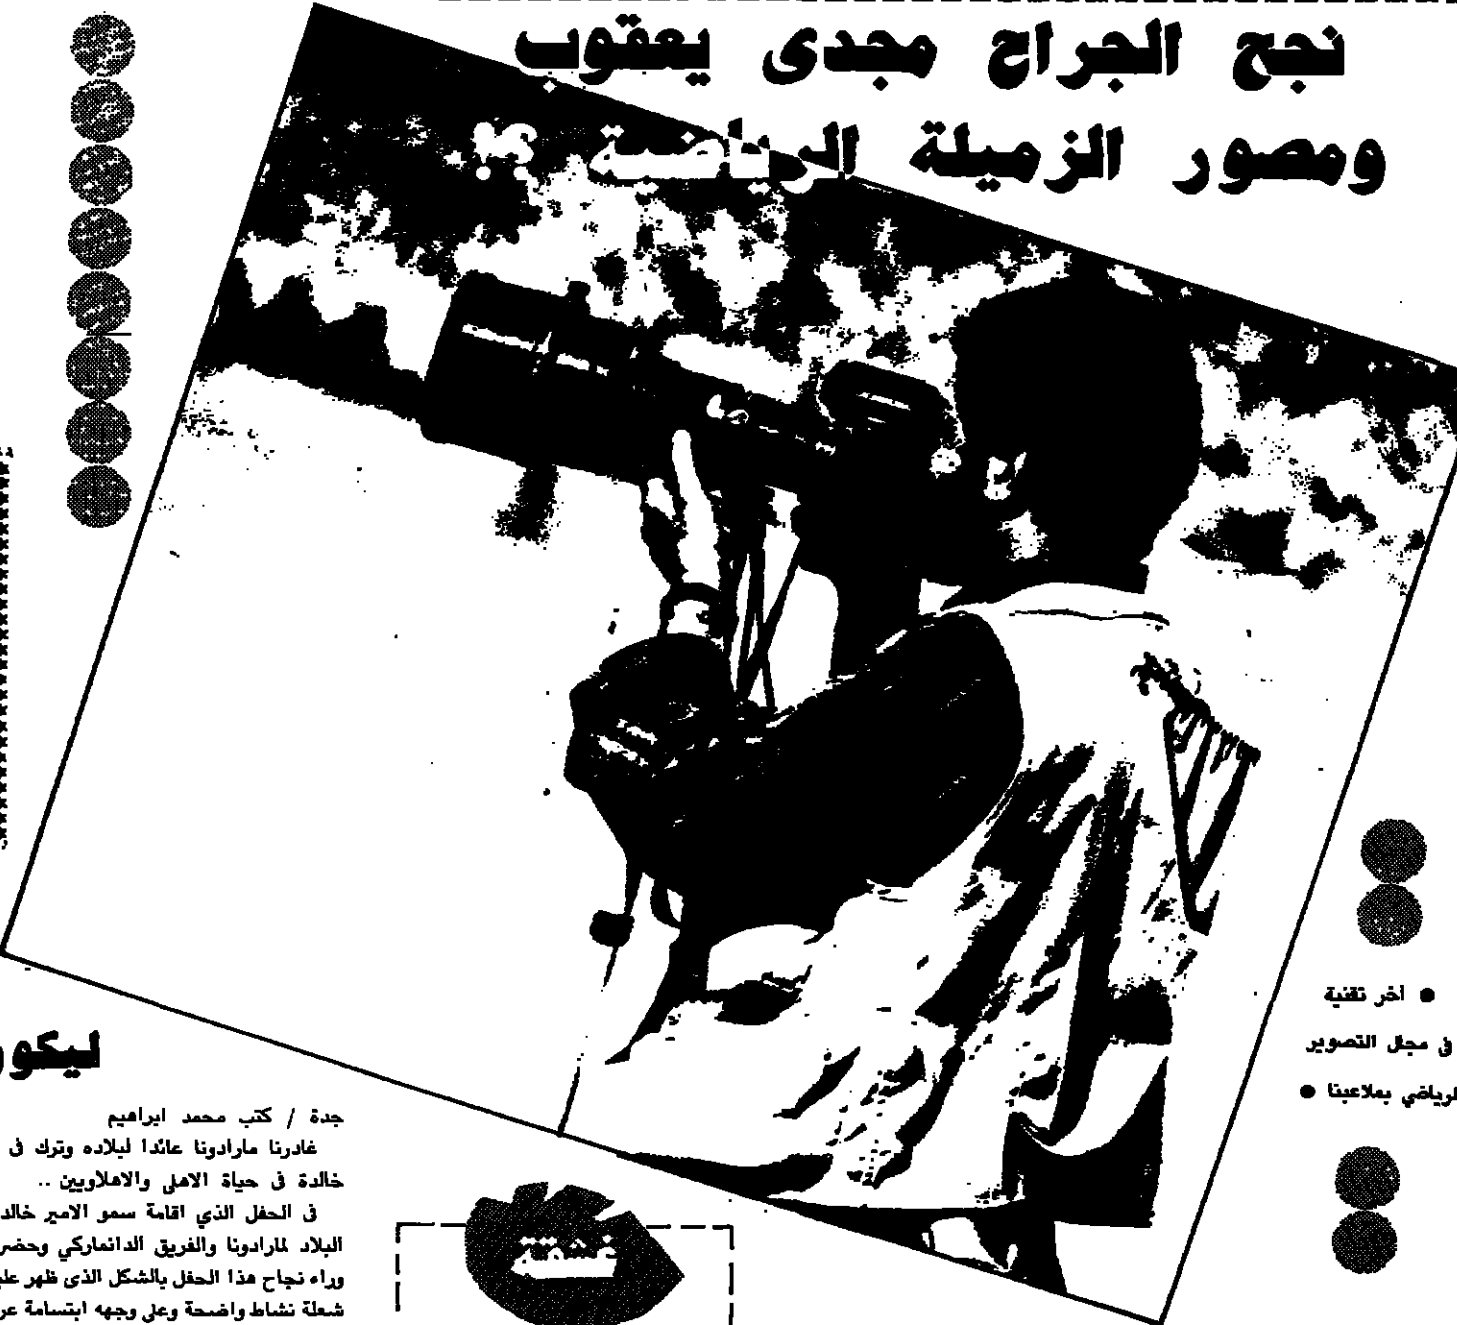 نجح الجراح مجدى يعقوب
ومصور الزميلة الرياضية ؟!
● آخر تقنية
فى مجال التصوير
الرياضي بملاعبنا ●
ليكو
جدة / كتب محمد ابراهيم
غادرنا مارادونا عائدا لبلاده وترك فى
خالدة فى حياة الاهلى والاهلاويين ..
فى الحفل الذي اقامة سمو الامير خالد
البلاد لمارادونا والفريق الدانماركي وحضر
وراء نجاح هذا الحفل بالشكل الذى ظهر علي
شعلة نشاط واضحة وعلى وجهه ابتسامة عر